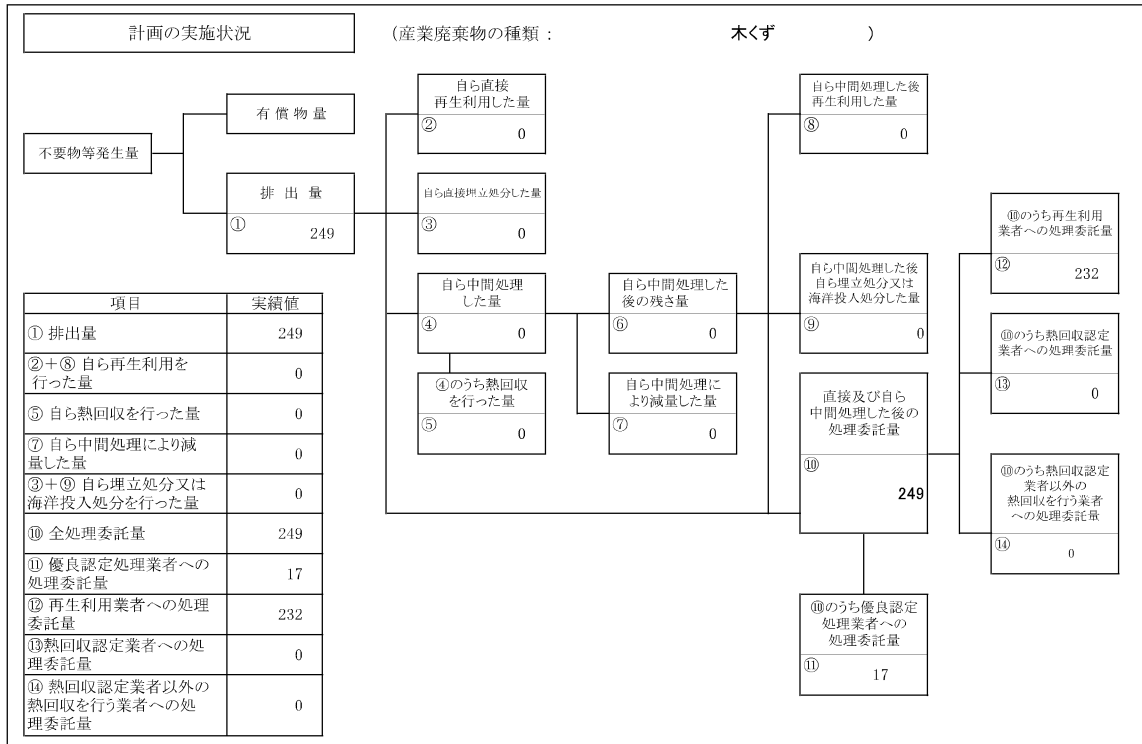 計画の実施状況
(産業廃棄物の種類： 木くず )
不要物等発生量
有償物量
排出量
①
249
自ら直接
再生利用した量
②
0
自ら直接埋立処分した量
③
0
自ら中間処理
した量
④
0
④のうち熱回収
を行った量
⑤
0
自ら中間処理した
後の残さ量
⑥
0
自ら中間処理に
より減量した量
⑦
0
自ら中間処理した後
再生利用した量
⑧
0
自ら中間処理した後
自ら埋立処分又は
海洋投入処分した量
⑨
0
直接及び自ら
中間処理した後の
処理委託量
⑩
249
⑩のうち優良認定
処理業者への
処理委託量
⑪
17
⑩のうち再生利用
業者への処理委託量
⑫
232
⑩のうち熱回収認定
業者への処理委託量
⑬
0
⑩のうち熱回収認定
業者以外の
熱回収を行う業者
への処理委託量
⑭
0
項目 実績値
① 排出量 249
②＋⑧ 自ら再生利用を
行った量 0
⑤ 自ら熱回収を行った量 0
⑦ 自ら中間処理により減
量した量 0
③＋⑨ 自ら埋立処分又は
海洋投入処分を行った量 0
⑩ 全処理委託量 249
⑪ 優良認定処理業者への
処理委託量 17
⑫ 再生利用業者への処理
委託量 232
⑬熱回収認定業者への処
理委託量 0
⑭ 熱回収認定業者以外の
熱回収を行う業者への処
理委託量 0